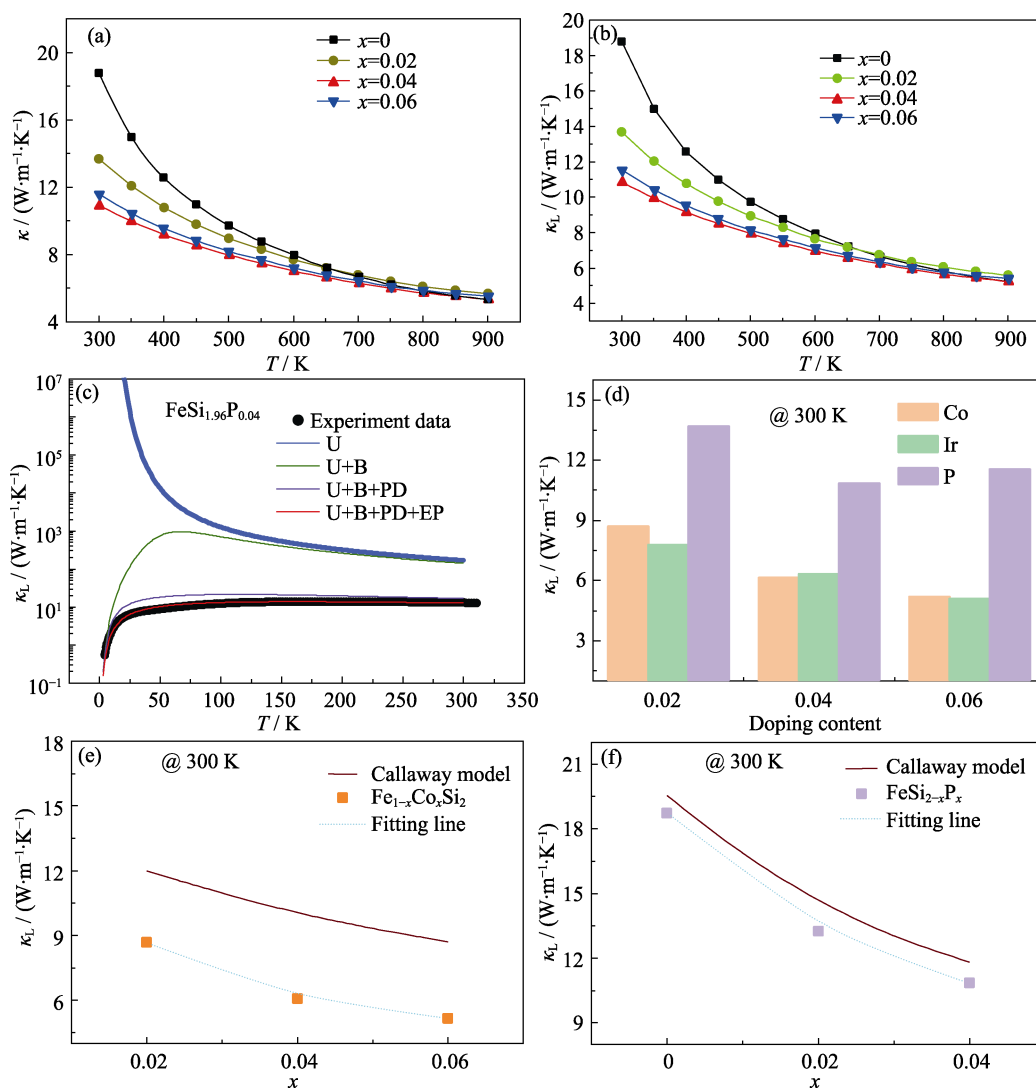 (a)
x=0
x=0.02
x=0.04
x=0.06
κ / (W·m⁻¹·K⁻¹)
20
16
12
8
4
300 400 500 600 700 800 900
T / K
(b)
x=0
x=0.02
x=0.04
x=0.06
κL / (W·m⁻¹·K⁻¹)
20
18
16
14
12
10
8
6
4
300 400 500 600 700 800 900
T / K
(c)
FeSi₁.₉₆P₀.₀₄
Experiment data
U
U+B
U+B+PD
U+B+PD+EP
κL / (W·m⁻¹·K⁻¹)
10⁷
10⁵
10³
10¹
10⁻¹
0 50 100 150 200 250 300 350
T / K
(d)
@ 300 K
Co
Ir
P
κL / (W·m⁻¹·K⁻¹)
15
12
9
6
3
0.02 0.04 0.06
Doping content
(e)
@ 300 K
Callaway model
Fe₁₋ₓCoₓSi₂
Fitting line
κL / (W·m⁻¹·K⁻¹)
18
15
12
9
6
0.02 0.04 0.06
x
(f)
@ 300 K
Callaway model
FeSi₂₋ₓPₓ
Fitting line
κL / (W·m⁻¹·K⁻¹)
21
18
15
12
9
0 0.02 0.04
x